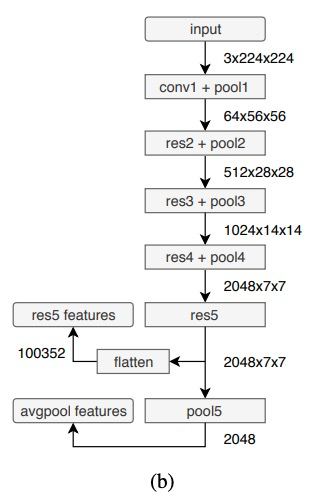 input
3x224x224
conv1 + pool1
64x56x56
res2 + pool2
512x28x28
res3 + pool3
1024x14x14
res4 + pool4
2048x7x7
res5 features
res5
100352
flatten
2048x7x7
avgpool features
pool5
2048
(b)